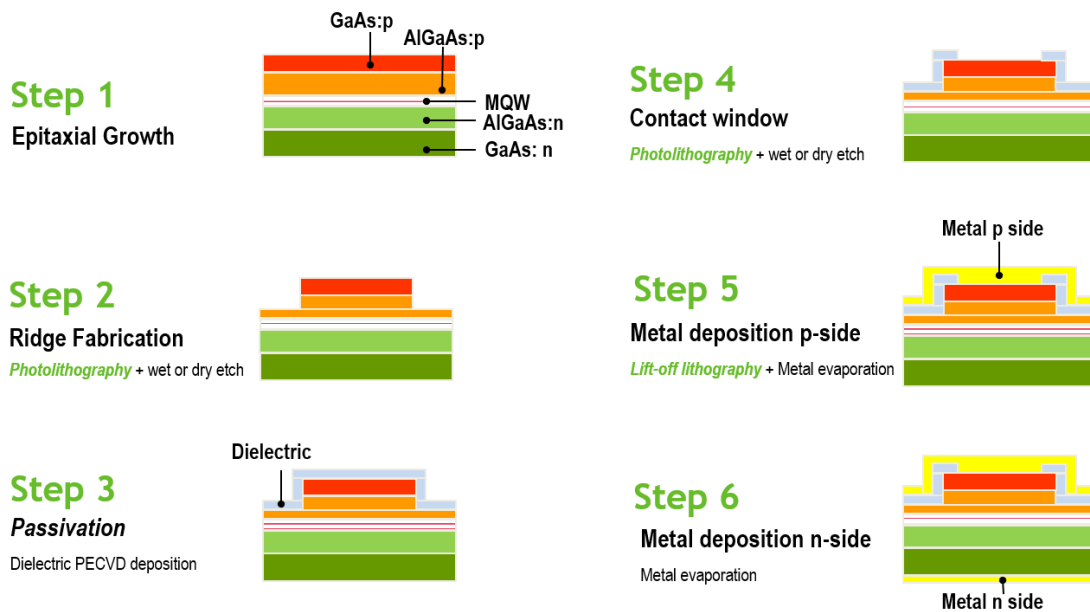 GaAs:p
AlGaAs:p
Step 1
Epitaxial Growth
MQW
AlGaAs:n
GaAs: n
Step 2
Ridge Fabrication
Photolithography + wet or dry etch
Dielectric
Step 3
Passivation
Dielectric PECVD deposition
Step 4
Contact window
Photolithography + wet or dry etch
Metal p side
Step 5
Metal deposition p-side
Lift-off lithography + Metal evaporation
Step 6
Metal deposition n-side
Metal evaporation
Metal n side